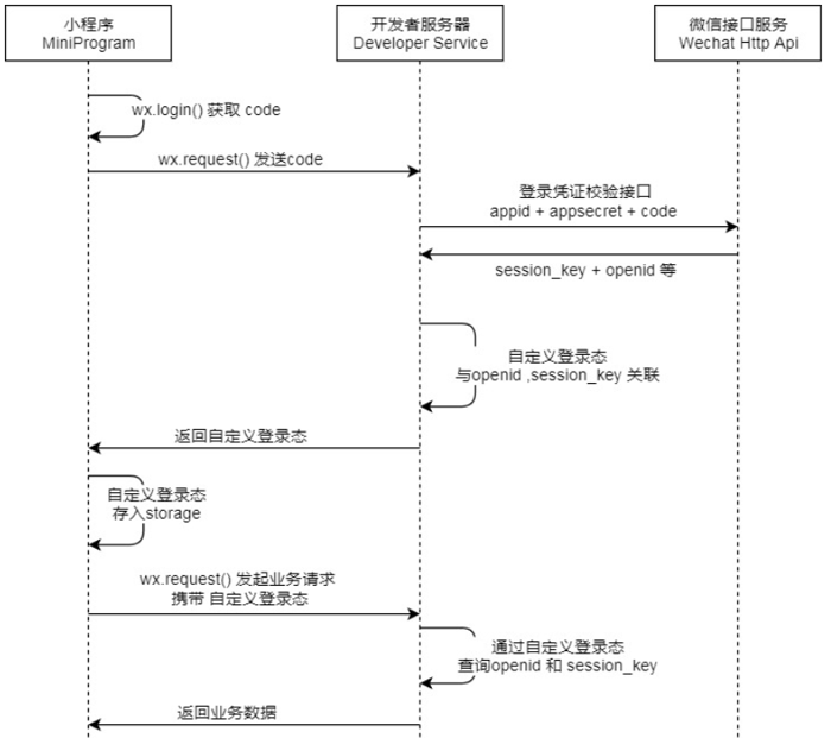 小程序
MiniProgram
开发者服务器
Developer Service
微信接口服务
Wechat Http Api
wx.login() 获取 code
wx.request() 发送code
登录凭证校验接口
appid + appsecret + code
session_key + openid 等
自定义登录态
与openid ,session_key 关联
返回自定义登录态
自定义登录态
存入storage
wx.request() 发起业务请求
携带 自定义登录态
通过自定义登录态
查询openid 和 session_key
返回业务数据